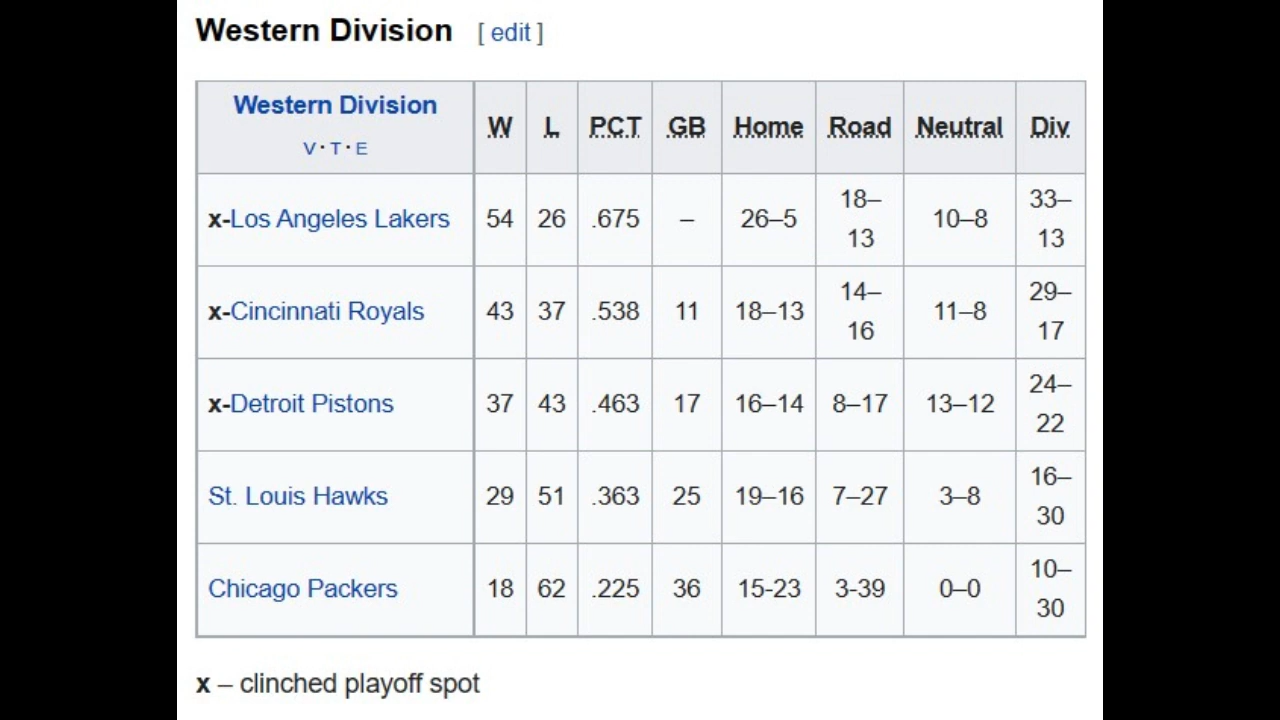 Western Division [ edit ]
Western Division
V · T · E
W L PCT GB Home Road Neutral Div
x-Los Angeles Lakers 54 26 .675 – 26–5 18–13 10–8 33–13
x-Cincinnati Royals 43 37 .538 11 18–13 14–16 11–8 29–17
x-Detroit Pistons 37 43 .463 17 16–14 8–17 13–12 24–22
St. Louis Hawks 29 51 .363 25 19–16 7–27 3–8 16–30
Chicago Packers 18 62 .225 36 15-23 3-39 0–0 10–30
x – clinched playoff spot